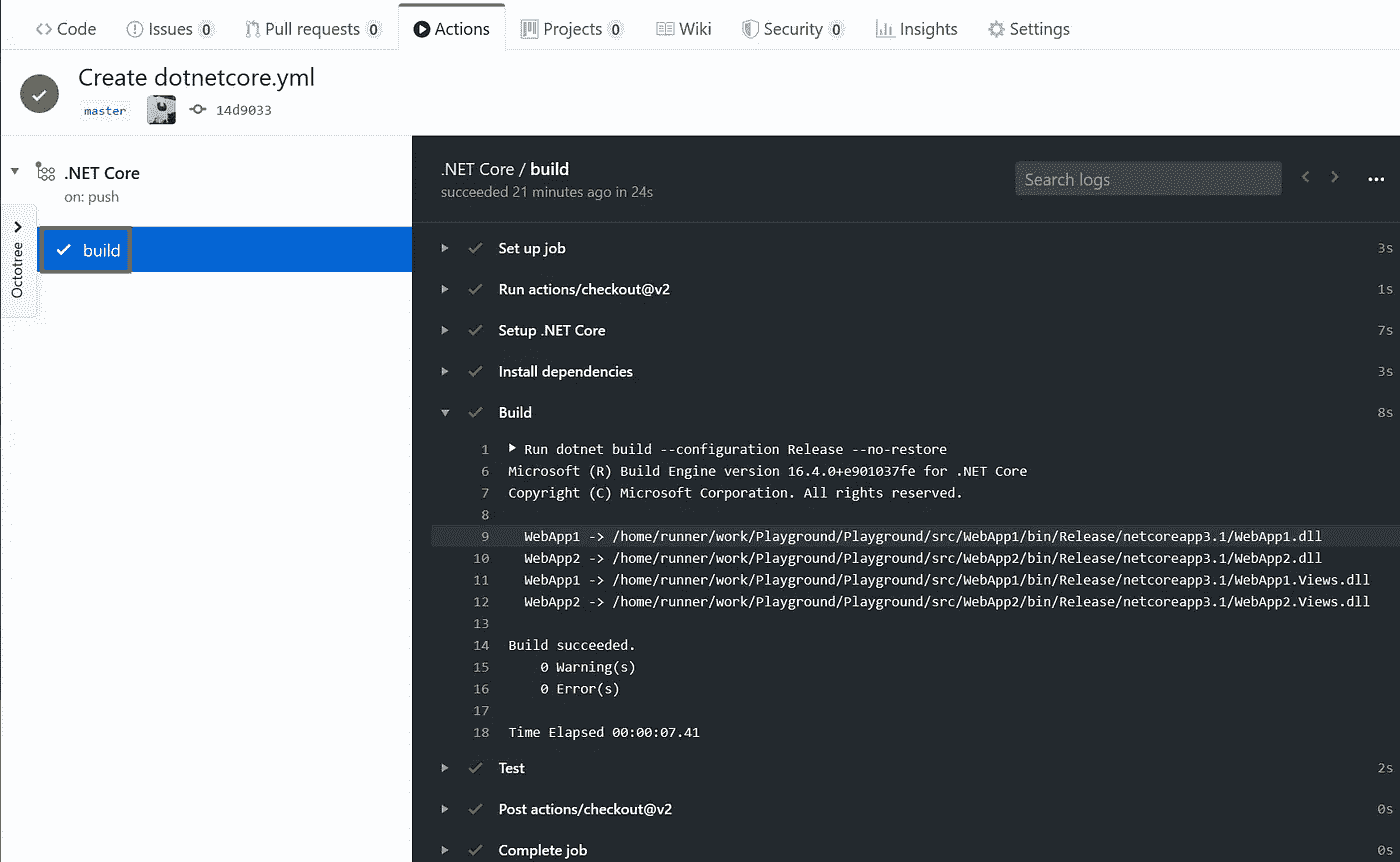 Code Issues 0 Pull requests 0 Actions Projects 0 Wiki Security 0 Insights Settings
Create dotnetcore.yml
master 14d9033
.NET Core
on: push
build
Octotree
.NET Core / build
succeeded 21 minutes ago in 24s
Search logs
Set up job 3s
Run actions/checkout@v2 1s
Setup .NET Core 7s
Install dependencies 3s
Build 8s
1 Run dotnet build --configuration Release --no-restore
6 Microsoft (R) Build Engine version 16.4.0+e901037fe for .NET Core
7 Copyright (C) Microsoft Corporation. All rights reserved.
8
9 WebApp1 -> /home/runner/work/Playground/Playground/src/WebApp1/bin/Release/netcoreapp3.1/WebApp1.dll
10 WebApp2 -> /home/runner/work/Playground/Playground/src/WebApp2/bin/Release/netcoreapp3.1/WebApp2.dll
11 WebApp1 -> /home/runner/work/Playground/Playground/src/WebApp1/bin/Release/netcoreapp3.1/WebApp1.Views.dll
12 WebApp2 -> /home/runner/work/Playground/Playground/src/WebApp2/bin/Release/netcoreapp3.1/WebApp2.Views.dll
13
14 Build succeeded.
15 0 Warning(s)
16 0 Error(s)
17
18 Time Elapsed 00:00:07.41
Test 2s
Post actions/checkout@v2 0s
Complete job 0s